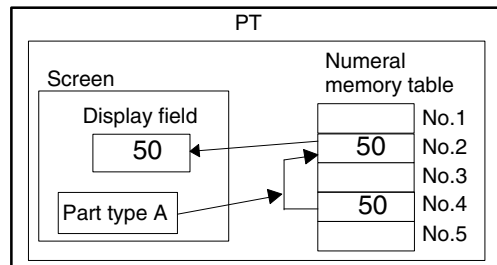 PT
Screen
Numeral
memory table
Display field
50
Part type A
No.1
50 No.2
No.3
50 No.4
No.5